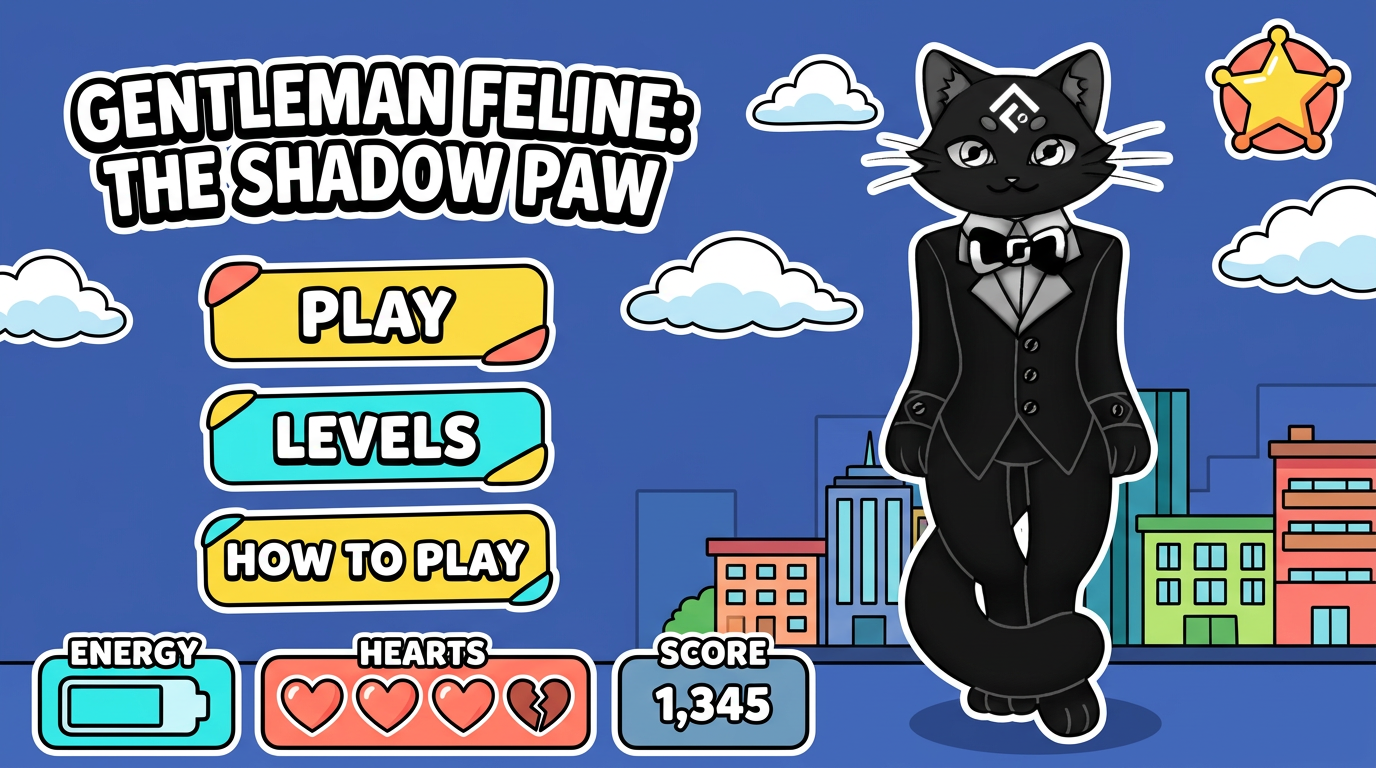 GENTLEMAN FELINE:
THE SHADOW PAW
PLAY
LEVELS
HOW TO PLAY
ENERGY
HEARTS
SCORE
1,345